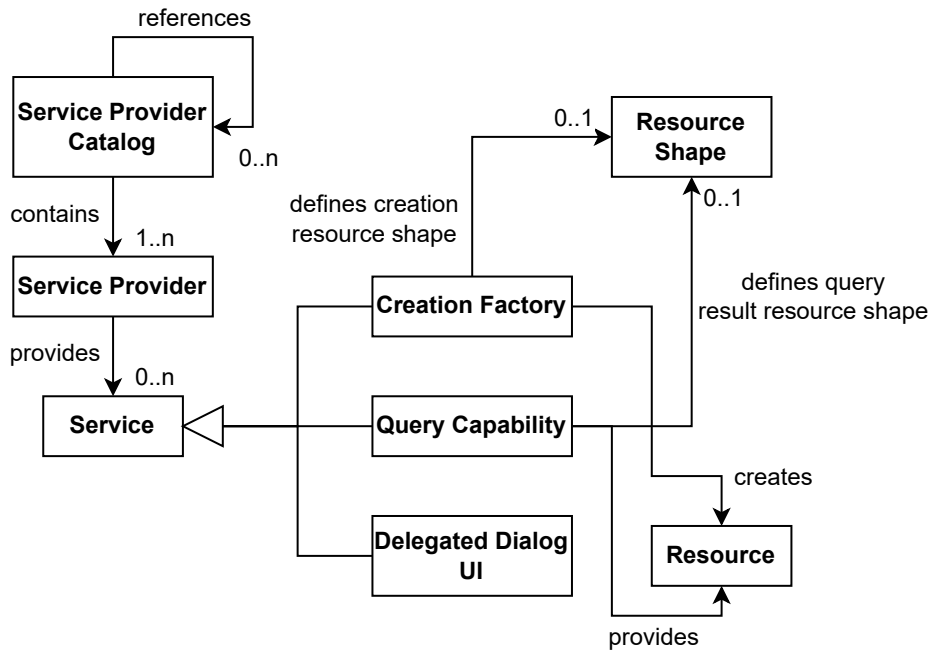 references
Service Provider
Catalog
0..n
contains
1..n
Service Provider
provides
0..n
Service
0..1
Resource
Shape
0..1
defines creation
resource shape
defines query
result resource shape
Creation Factory
Query Capability
Delegated Dialog
UI
creates
Resource
provides